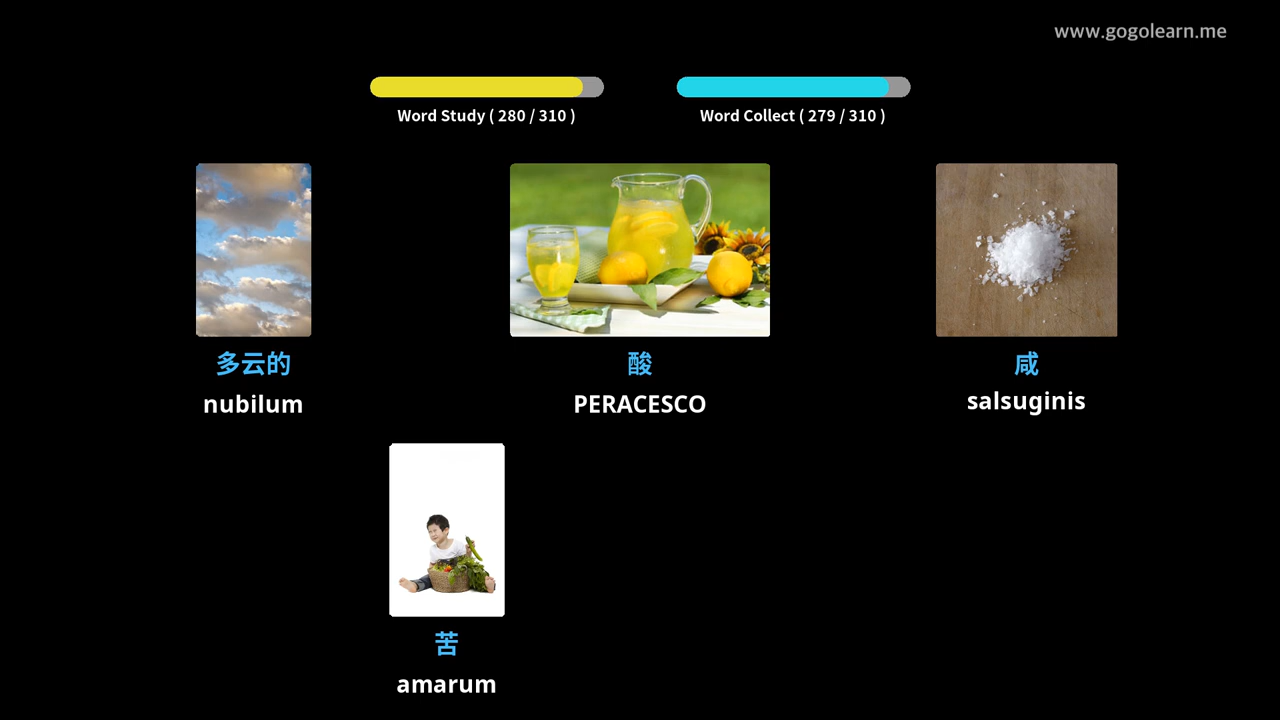 www.gogolearn.me
Word Study ( 280 / 310 )
Word Collect ( 279 / 310 )
多云的
酸
咸
nubilum
PERACESCO
salsuginis
苦
amarum